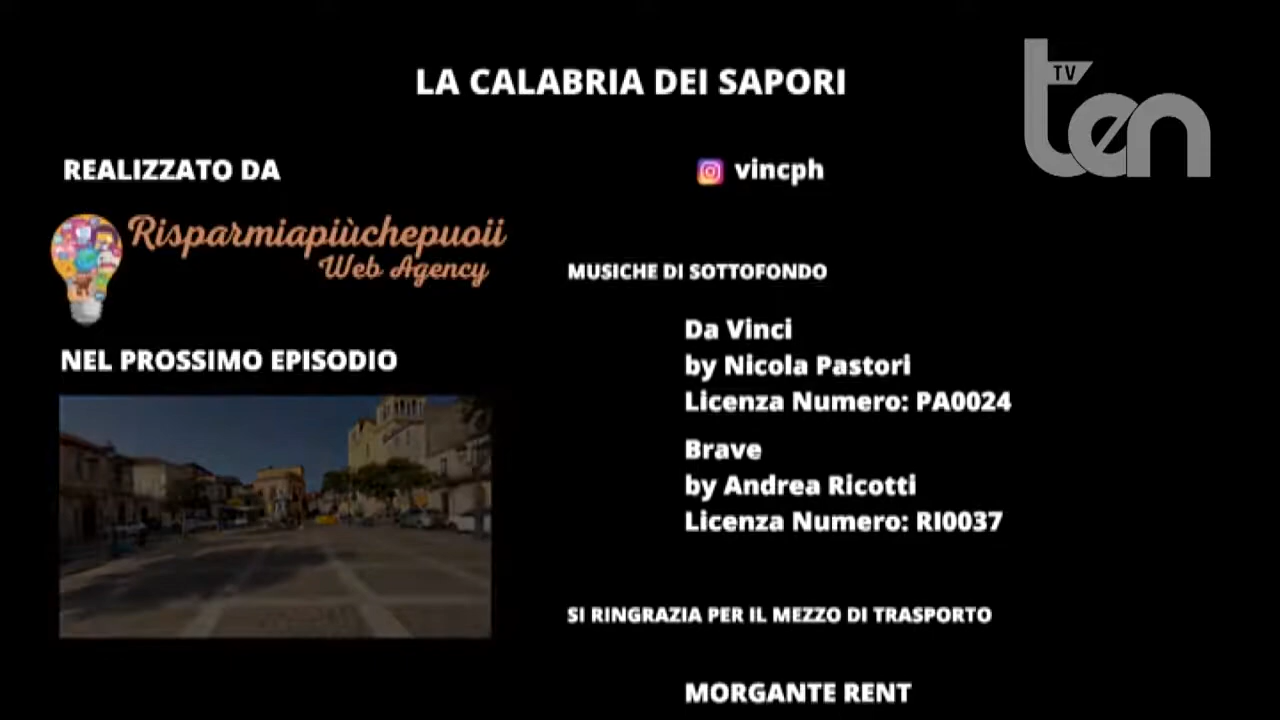 LA CALABRIA DEI SAPORI
TV
ten
REALIZZATO DA
Risparmiapiùchepuoii
Web Agency
NEL PROSSIMO EPISODIO
vincph
MUSICHE DI SOTTOFONDO
Da Vinci
by Nicola Pastori
Licenza Numero: PA0024
Brave
by Andrea Ricotti
Licenza Numero: RI0037
SI RINGRAZIA PER IL MEZZO DI TRASPORTO
MORGANTE RENT